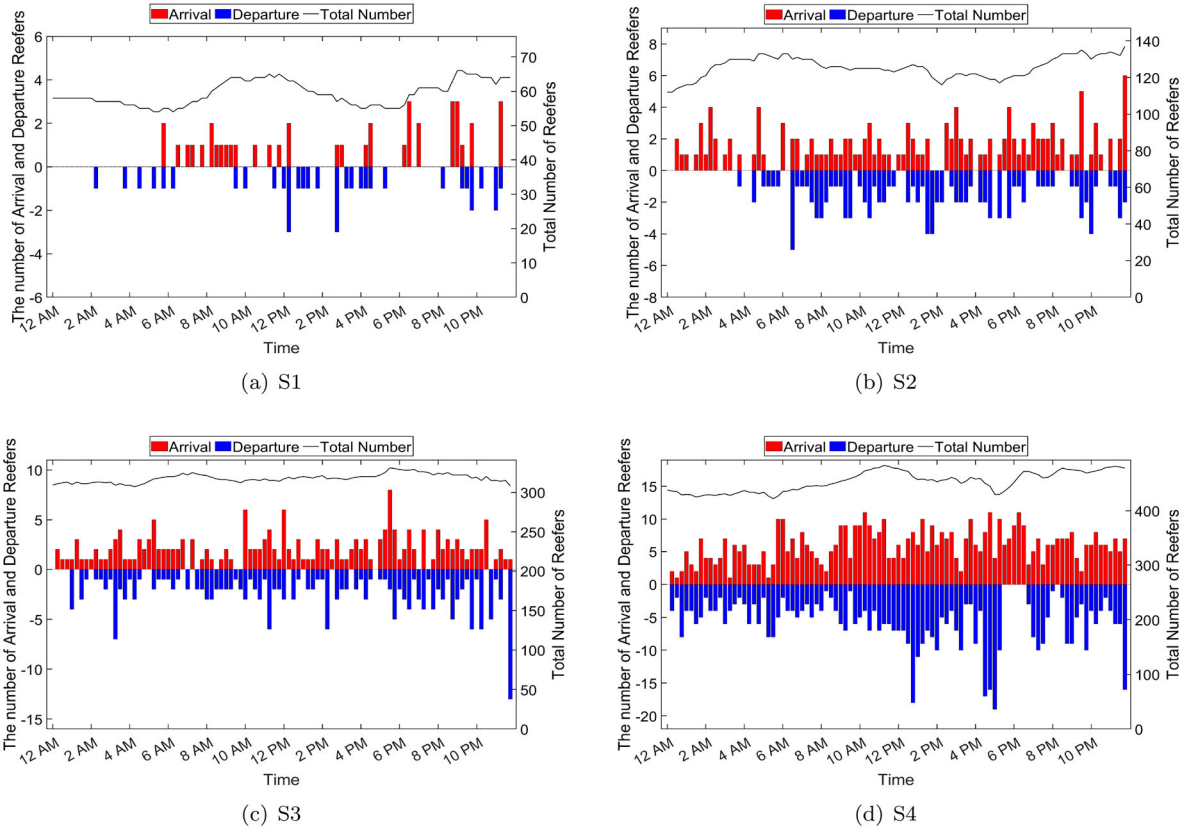 Arrival Departure Total Number
The number of Arrival and Departure Reefers
6
4
2
0
-2
-4
-6
70
60
50
40
30
20
10
0
Total Number of Reefers
12 AM 2 AM 4 AM 6 AM 8 AM 10 AM 12 PM 2 PM 4 PM 6 PM 8 PM 10 PM
Time
(a) S1
Arrival Departure Total Number
The number of Arrival and Departure Reefers
8
6
4
2
0
-2
-4
-6
-8
140
120
100
80
60
40
20
0
Total Number of Reefers
12 AM 2 AM 4 AM 6 AM 8 AM 10 AM 12 PM 2 PM 4 PM 6 PM 8 PM 10 PM
Time
(b) S2
Arrival Departure Total Number
The number of Arrival and Departure Reefers
10
5
0
-5
-10
-15
300
250
200
150
100
50
0
Total Number of Reefers
12 AM 2 AM 4 AM 6 AM 8 AM 10 AM 12 PM 2 PM 4 PM 6 PM 8 PM 10 PM
Time
(c) S3
Arrival Departure Total Number
The number of Arrival and Departure Reefers
15
10
5
0
-5
-10
-15
-20
400
300
200
100
0
Total Number of Reefers
12 AM 2 AM 4 AM 6 AM 8 AM 10 AM 12 PM 2 PM 4 PM 6 PM 8 PM 10 PM
Time
(d) S4